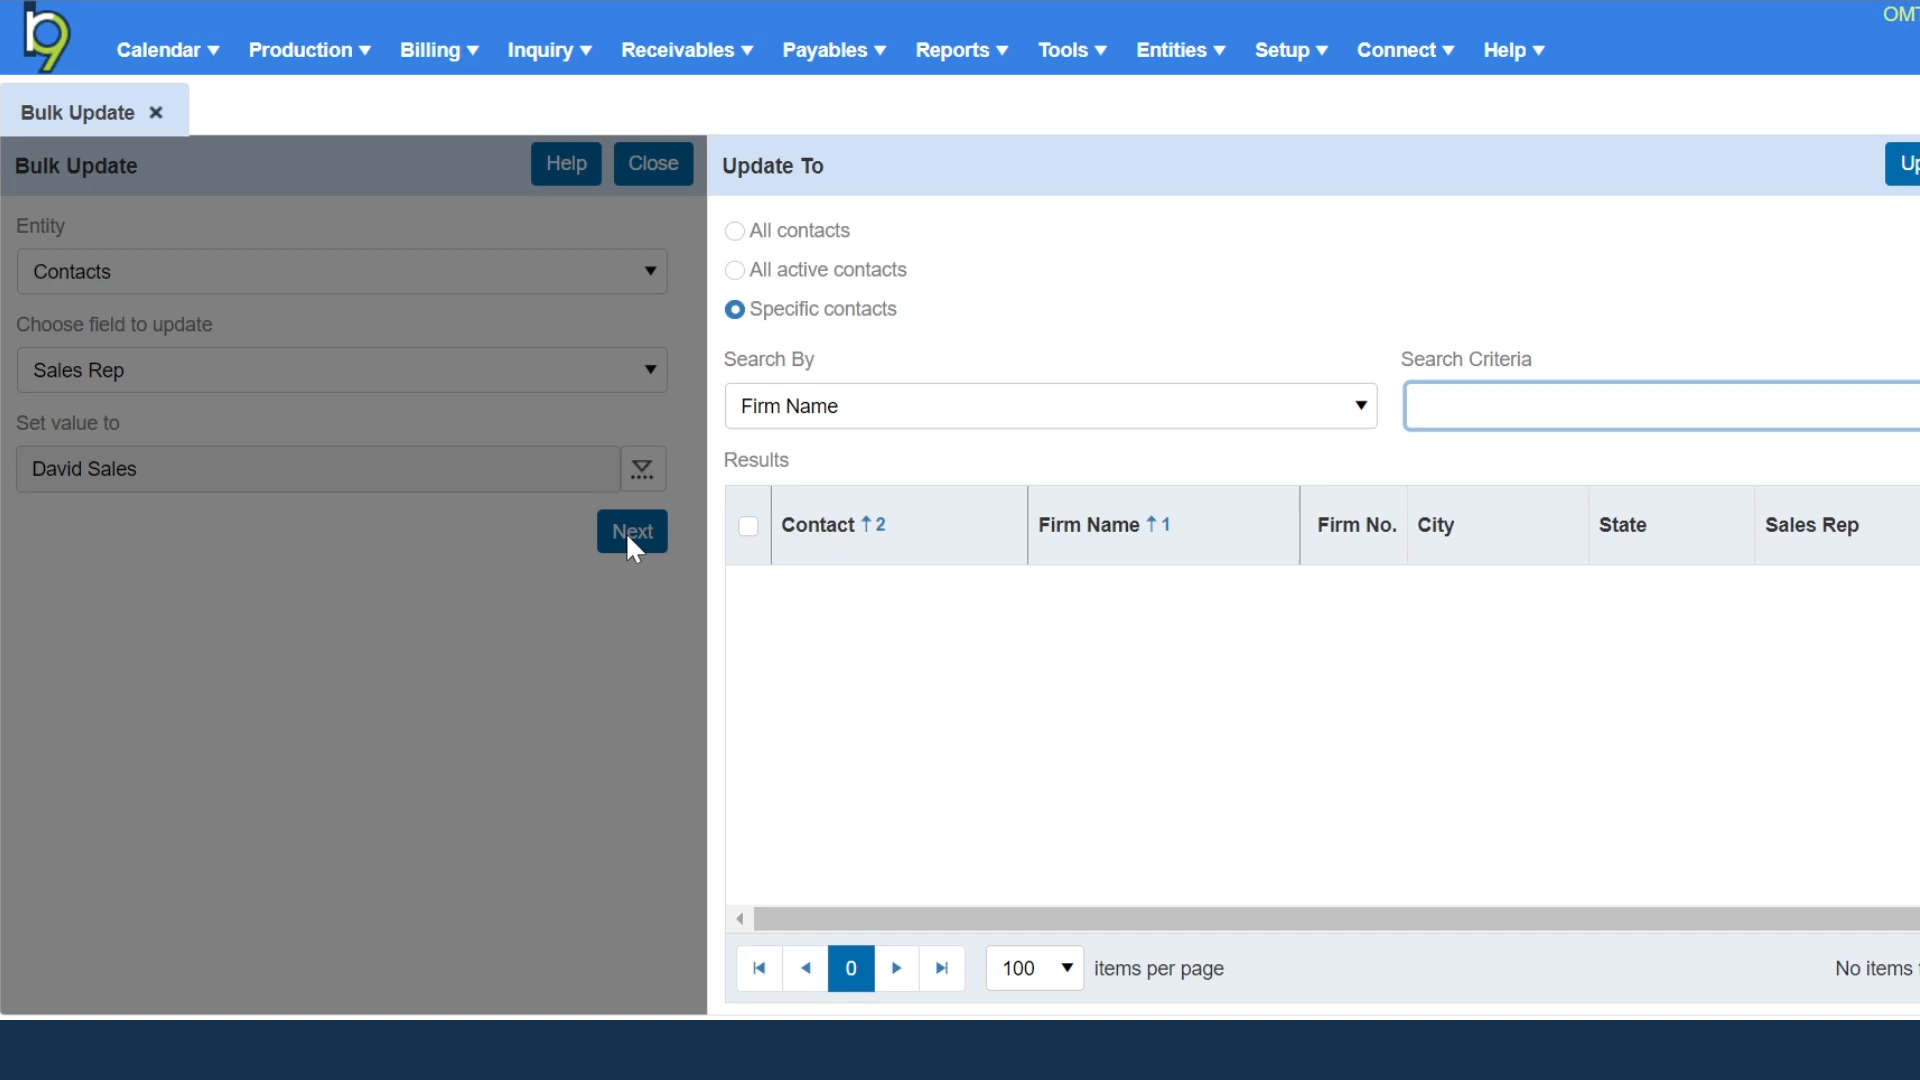 OMT
Calendar Production Billing Inquiry Receivables Payables Reports Tools Entities Setup Connect Help
Bulk Update
Bulk Update Help Close
Entity
Contacts
Choose field to update
Sales Rep
Set value to
David Sales
Next
Update To Up
All contacts
All active contacts
Specific contacts
Search By Search Criteria
Firm Name
Results
Contact ↑ 2 Firm Name ↑ 1 Firm No. City State Sales Rep
0 100 items per page No items